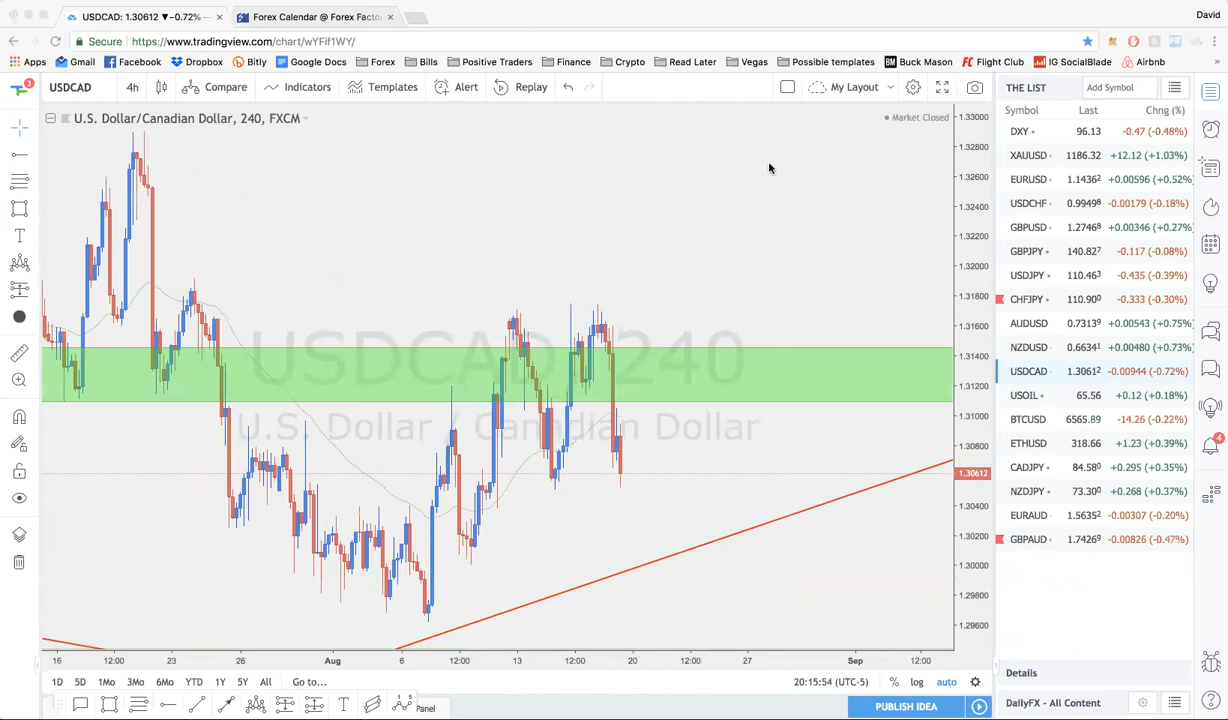 USDCAD: 1.30612 ▼−0.72%
Forex Calendar @ Forex Facto
David
Secure
https://www.tradingview.com/chart/wYFif1WY/
Apps Gmail Facebook Dropbox Bitly Google Docs Forex Bills Positive Traders Finance Crypto Read Later Vegas Possible templates Buck Mason Flight Club IG SocialBlade Airbnb »
3
USDCAD 4h Compare Indicators Templates Alert Replay My Layout
THE LIST Add Symbol
Symbol Last Chng (%)
U.S. Dollar/Canadian Dollar, 240, FXCM
Market Closed
USDCAD, 240
U.S. Dollar / Canadian Dollar
DXY 96.13 -0.47 (-0.48%)
XAUUSD 1186.32 +12.12 (+1.03%)
EURUSD 1.14362 +0.00596 (+0.52%)
USDCHF 0.99498 -0.00179 (-0.18%)
GBPUSD 1.27468 +0.00346 (+0.27%)
GBPJPY 140.827 -0.117 (-0.08%)
USDJPY 110.463 -0.435 (-0.39%)
CHFJPY 110.900 -0.333 (-0.30%)
AUDUSD 0.73139 +0.00543 (+0.75%)
NZDUSD 0.66341 +0.00480 (+0.73%)
USDCAD 1.30612 -0.00944 (-0.72%)
USOIL 65.56 +0.12 (+0.18%)
BTCUSD 6565.89 -14.26 (-0.22%)
ETHUSD 318.66 +1.23 (+0.39%)
CADJPY 84.580 +0.295 (+0.35%)
NZDJPY 73.300 +0.268 (+0.37%)
EURAUD 1.56352 -0.00307 (-0.20%)
GBPAUD 1.74269 -0.00826 (-0.47%)
4
1.33000
1.32800
1.32600
1.32400
1.32200
1.32000
1.31800
1.31600
1.31400
1.31200
1.31000
1.30800
1.30612
1.30400
1.30200
1.30000
1.29800
1.29600
16 12:00 23 26 Aug 6 12:00 13 12:00 20 12:00 27 Sep 12:00
1D 5D 1Mo 3Mo 6Mo YTD 1Y 5Y All Go to...
20:15:54 (UTC-5) % log auto
Details
Panel
PUBLISH IDEA
DailyFX - All Content